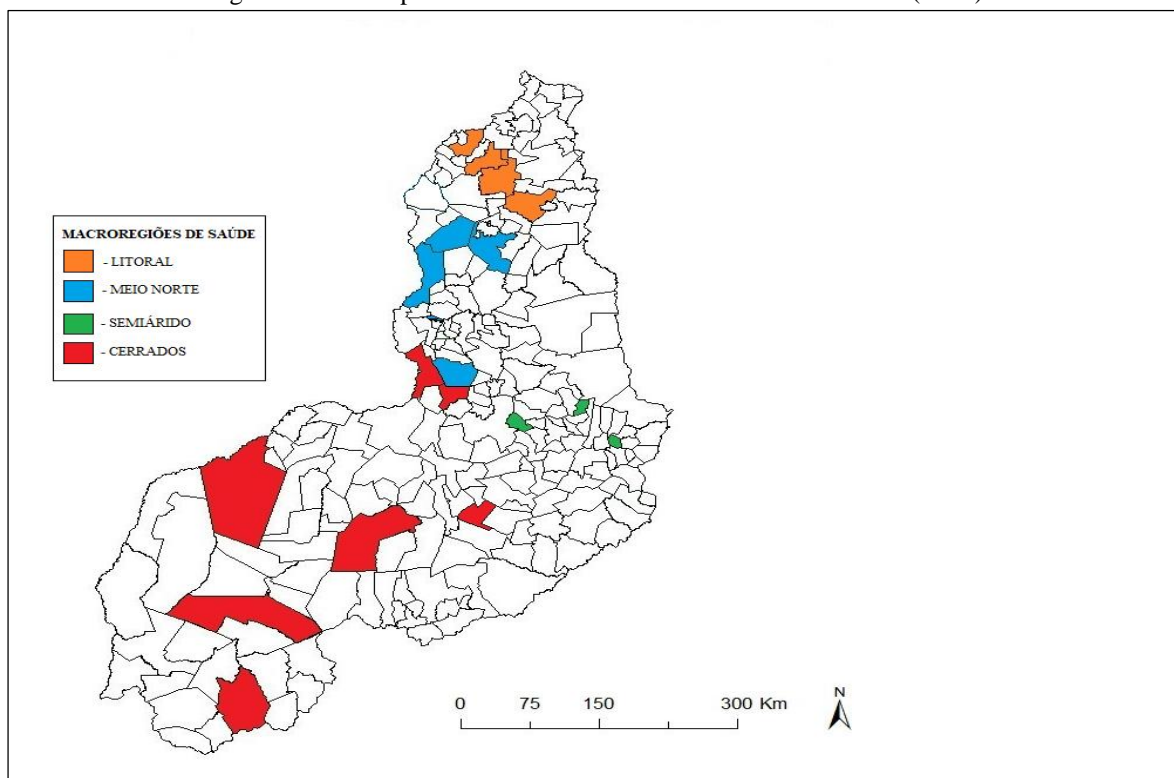 MACROREGIÕES DE SAÚDE
- LITORAL
- MEIO NORTE
- SEMIÁRIDO
- CERRADOS
0 75 150 300 Km
N